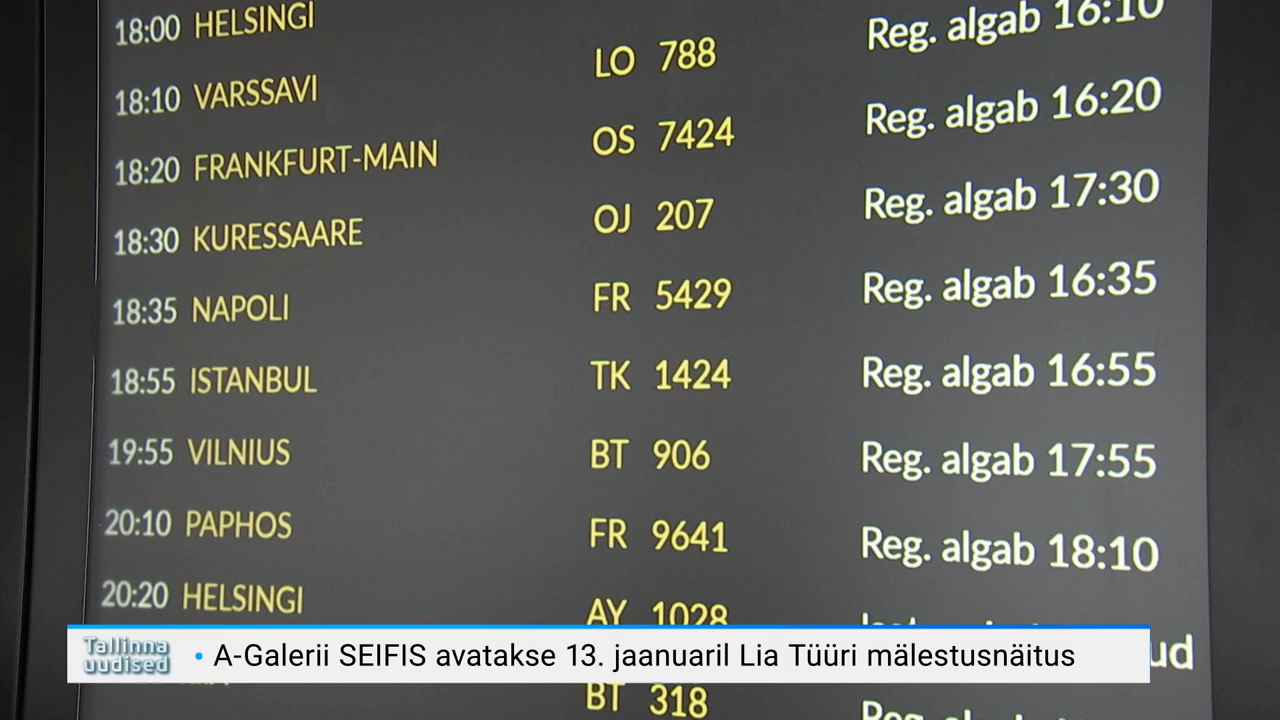 18:00 HELSINGI
18:10 VARSSAVI LO 788 Reg. algab 16:10
18:20 FRANKFURT-MAIN OS 7424 Reg. algab 16:20
18:30 KURESSAARE OJ 207 Reg. algab 17:30
18:35 NAPOLI FR 5429 Reg. algab 16:35
18:55 ISTANBUL TK 1424 Reg. algab 16:55
19:55 VILNIUS BT 906 Reg. algab 17:55
20:10 PAPHOS FR 9641 Reg. algab 18:10
20:20 HELSINGI AY 1028
BT 318 Reg.
Tallinna
uudised
• A-Galerii SEIFIS avatakse 13. jaanuaril Lia Tüüri mälestusnäitus